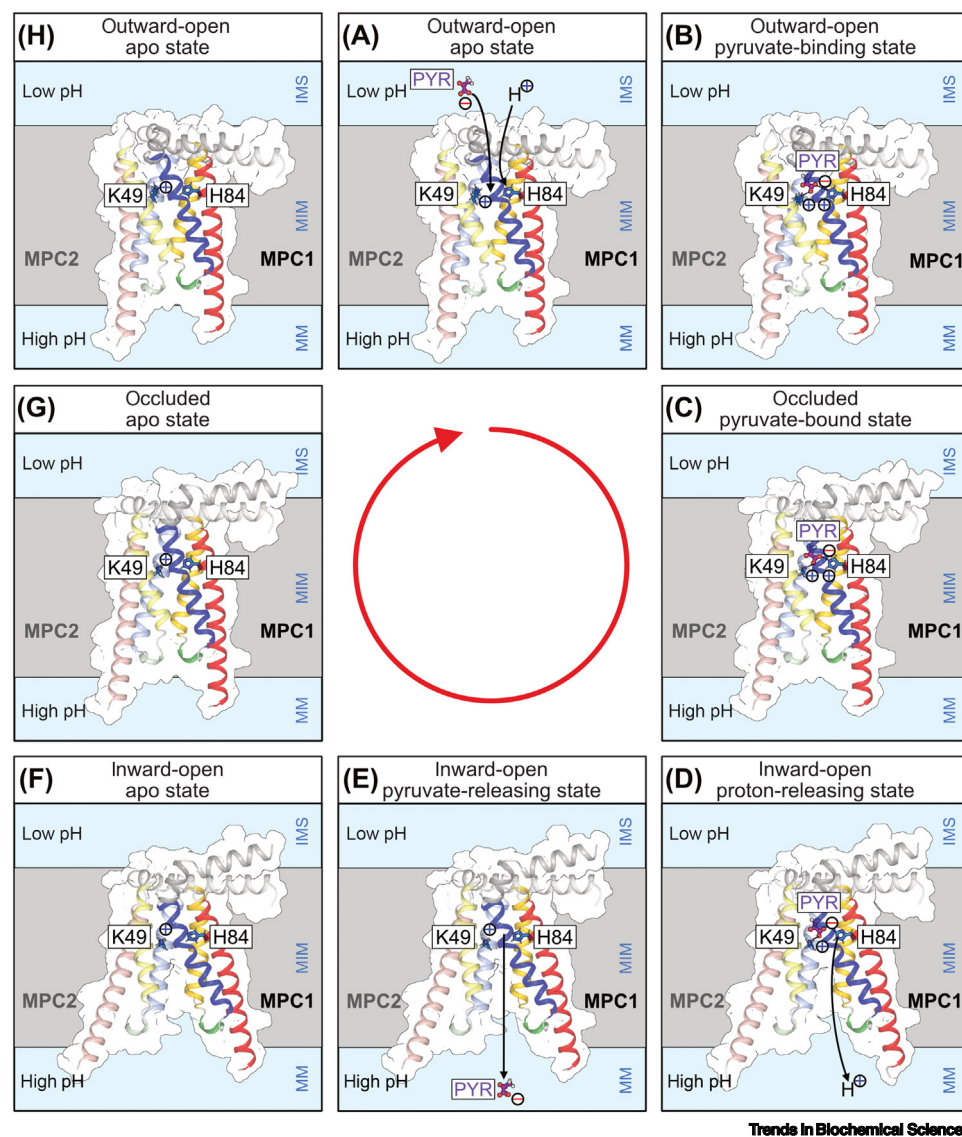 (H) Outward-open
apo state
Low pH
IMS
K49
+
H84
MIM
MPC2
MPC1
High pH
MM
(A) Outward-open
apo state
PYR
−
H+
Low pH
IMS
K49
+
H84
MIM
MPC2
MPC1
High pH
MM
(B) Outward-open
pyruvate-binding state
Low pH
IMS
PYR
−
K49
+ +
H84
MIM
MPC2
MPC1
High pH
MM
(G) Occluded
apo state
Low pH
IMS
K49
+
H84
MIM
MPC2
MPC1
High pH
MM
(C) Occluded
pyruvate-bound state
Low pH
IMS
PYR
−
K49
+ +
H84
MIM
MPC2
MPC1
High pH
MM
(F) Inward-open
apo state
Low pH
IMS
K49
+
H84
MIM
MPC2
MPC1
High pH
MM
(E) Inward-open
pyruvate-releasing state
Low pH
IMS
K49
+
H84
MIM
MPC2
MPC1
High pH
MM
PYR
−
(D) Inward-open
proton-releasing state
Low pH
IMS
PYR
−
K49
+
H84
MIM
MPC2
MPC1
High pH
MM
H+
Trends in Biochemical Science